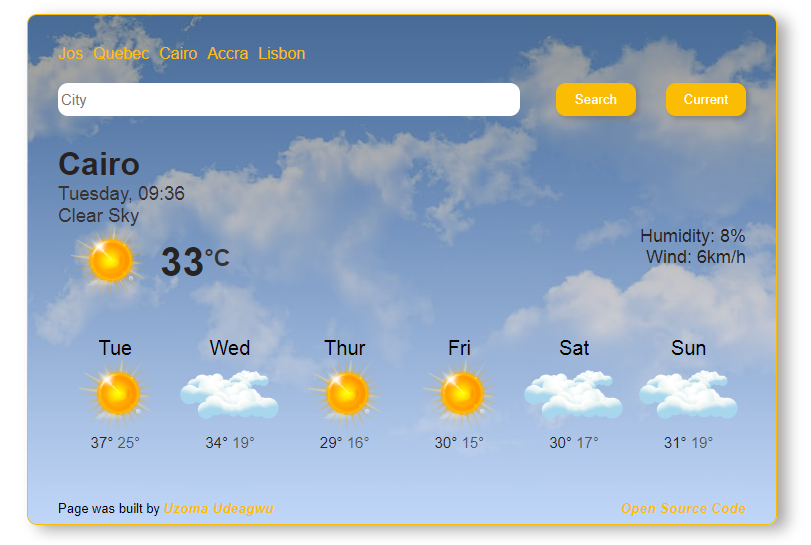 Jos Quebec Cairo Accra Lisbon
City Search Current
Cairo
Tuesday, 09:36
Clear Sky
33°C
Humidity: 8%
Wind: 6km/h
Tue Wed Thur Fri Sat Sun
37° 25° 34° 19° 29° 16° 30° 15° 30° 17° 31° 19°
Page was built by Uzoma Udeagwu Open Source Code